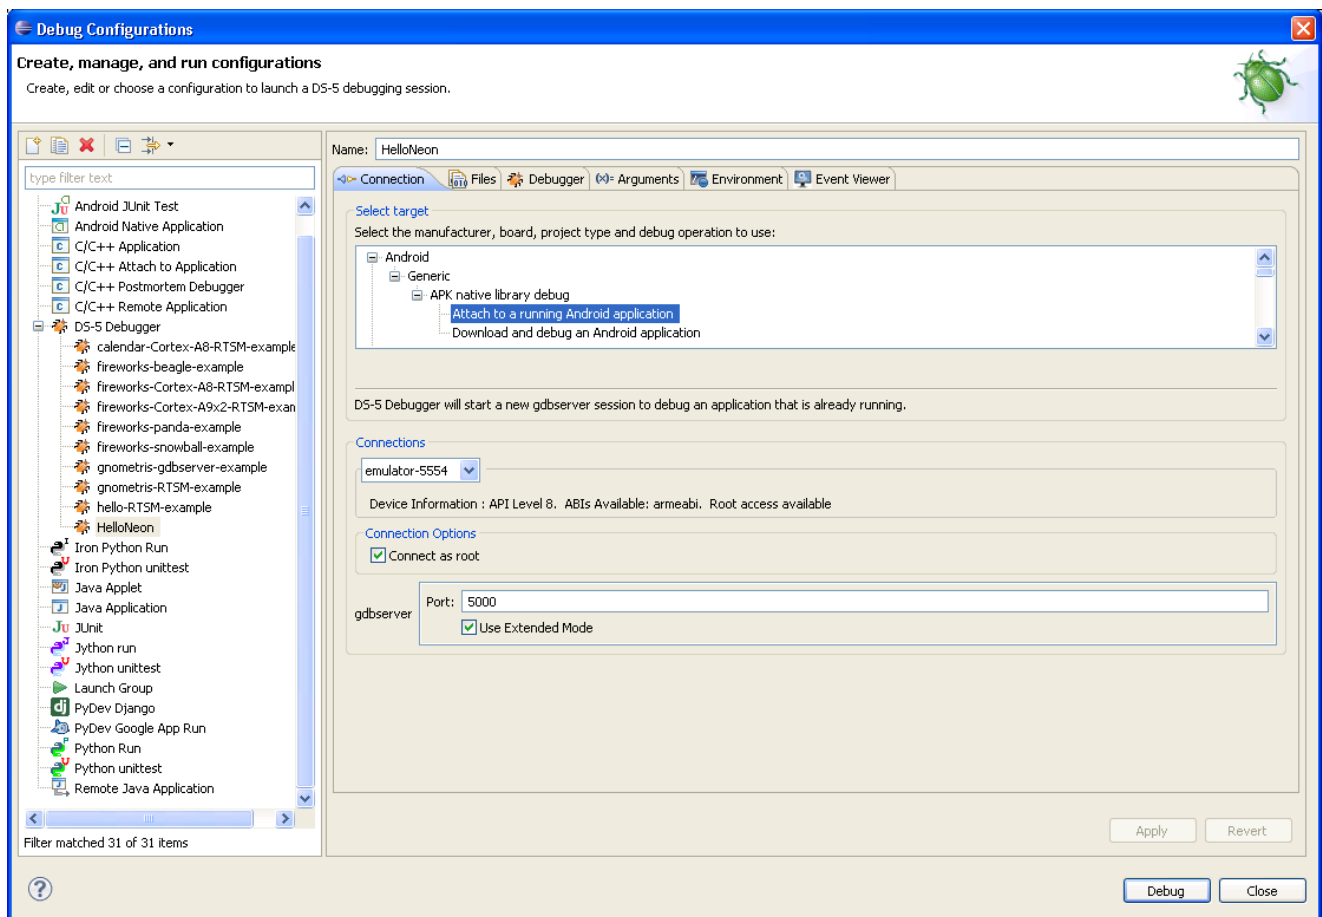 Debug Configurations
Create, manage, and run configurations
Create, edit or choose a configuration to launch a DS-5 debugging session.
type filter text
Android JUnit Test
Android Native Application
C/C++ Application
C/C++ Attach to Application
C/C++ Postmortem Debugger
C/C++ Remote Application
DS-5 Debugger
calendar-Cortex-A8-RTSM-example
fireworks-beagle-example
fireworks-Cortex-A8-RTSM-exampl
fireworks-Cortex-A9x2-RTSM-exam
fireworks-panda-example
fireworks-snowball-example
gnometris-gdbserver-example
gnometris-RTSM-example
hello-RTSM-example
HelloNeon
Iron Python Run
Iron Python unittest
Java Applet
Java Application
JUnit
Jython run
Jython unittest
Launch Group
PyDev Django
PyDev Google App Run
Python Run
Python unittest
Remote Java Application
Filter matched 31 of 31 items
Name: HelloNeon
Connection Files Debugger (x)= Arguments Environment Event Viewer
Select target
Select the manufacturer, board, project type and debug operation to use:
Android
Generic
APK native library debug
Attach to a running Android application
Download and debug an Android application
DS-5 Debugger will start a new gdbserver session to debug an application that is already running.
Connections
emulator-5554
Device Information : API Level 8. ABIs Available: armeabi. Root access available
Connection Options
Connect as root
gdbserver
Port: 5000
Use Extended Mode
Apply Revert
Debug Close